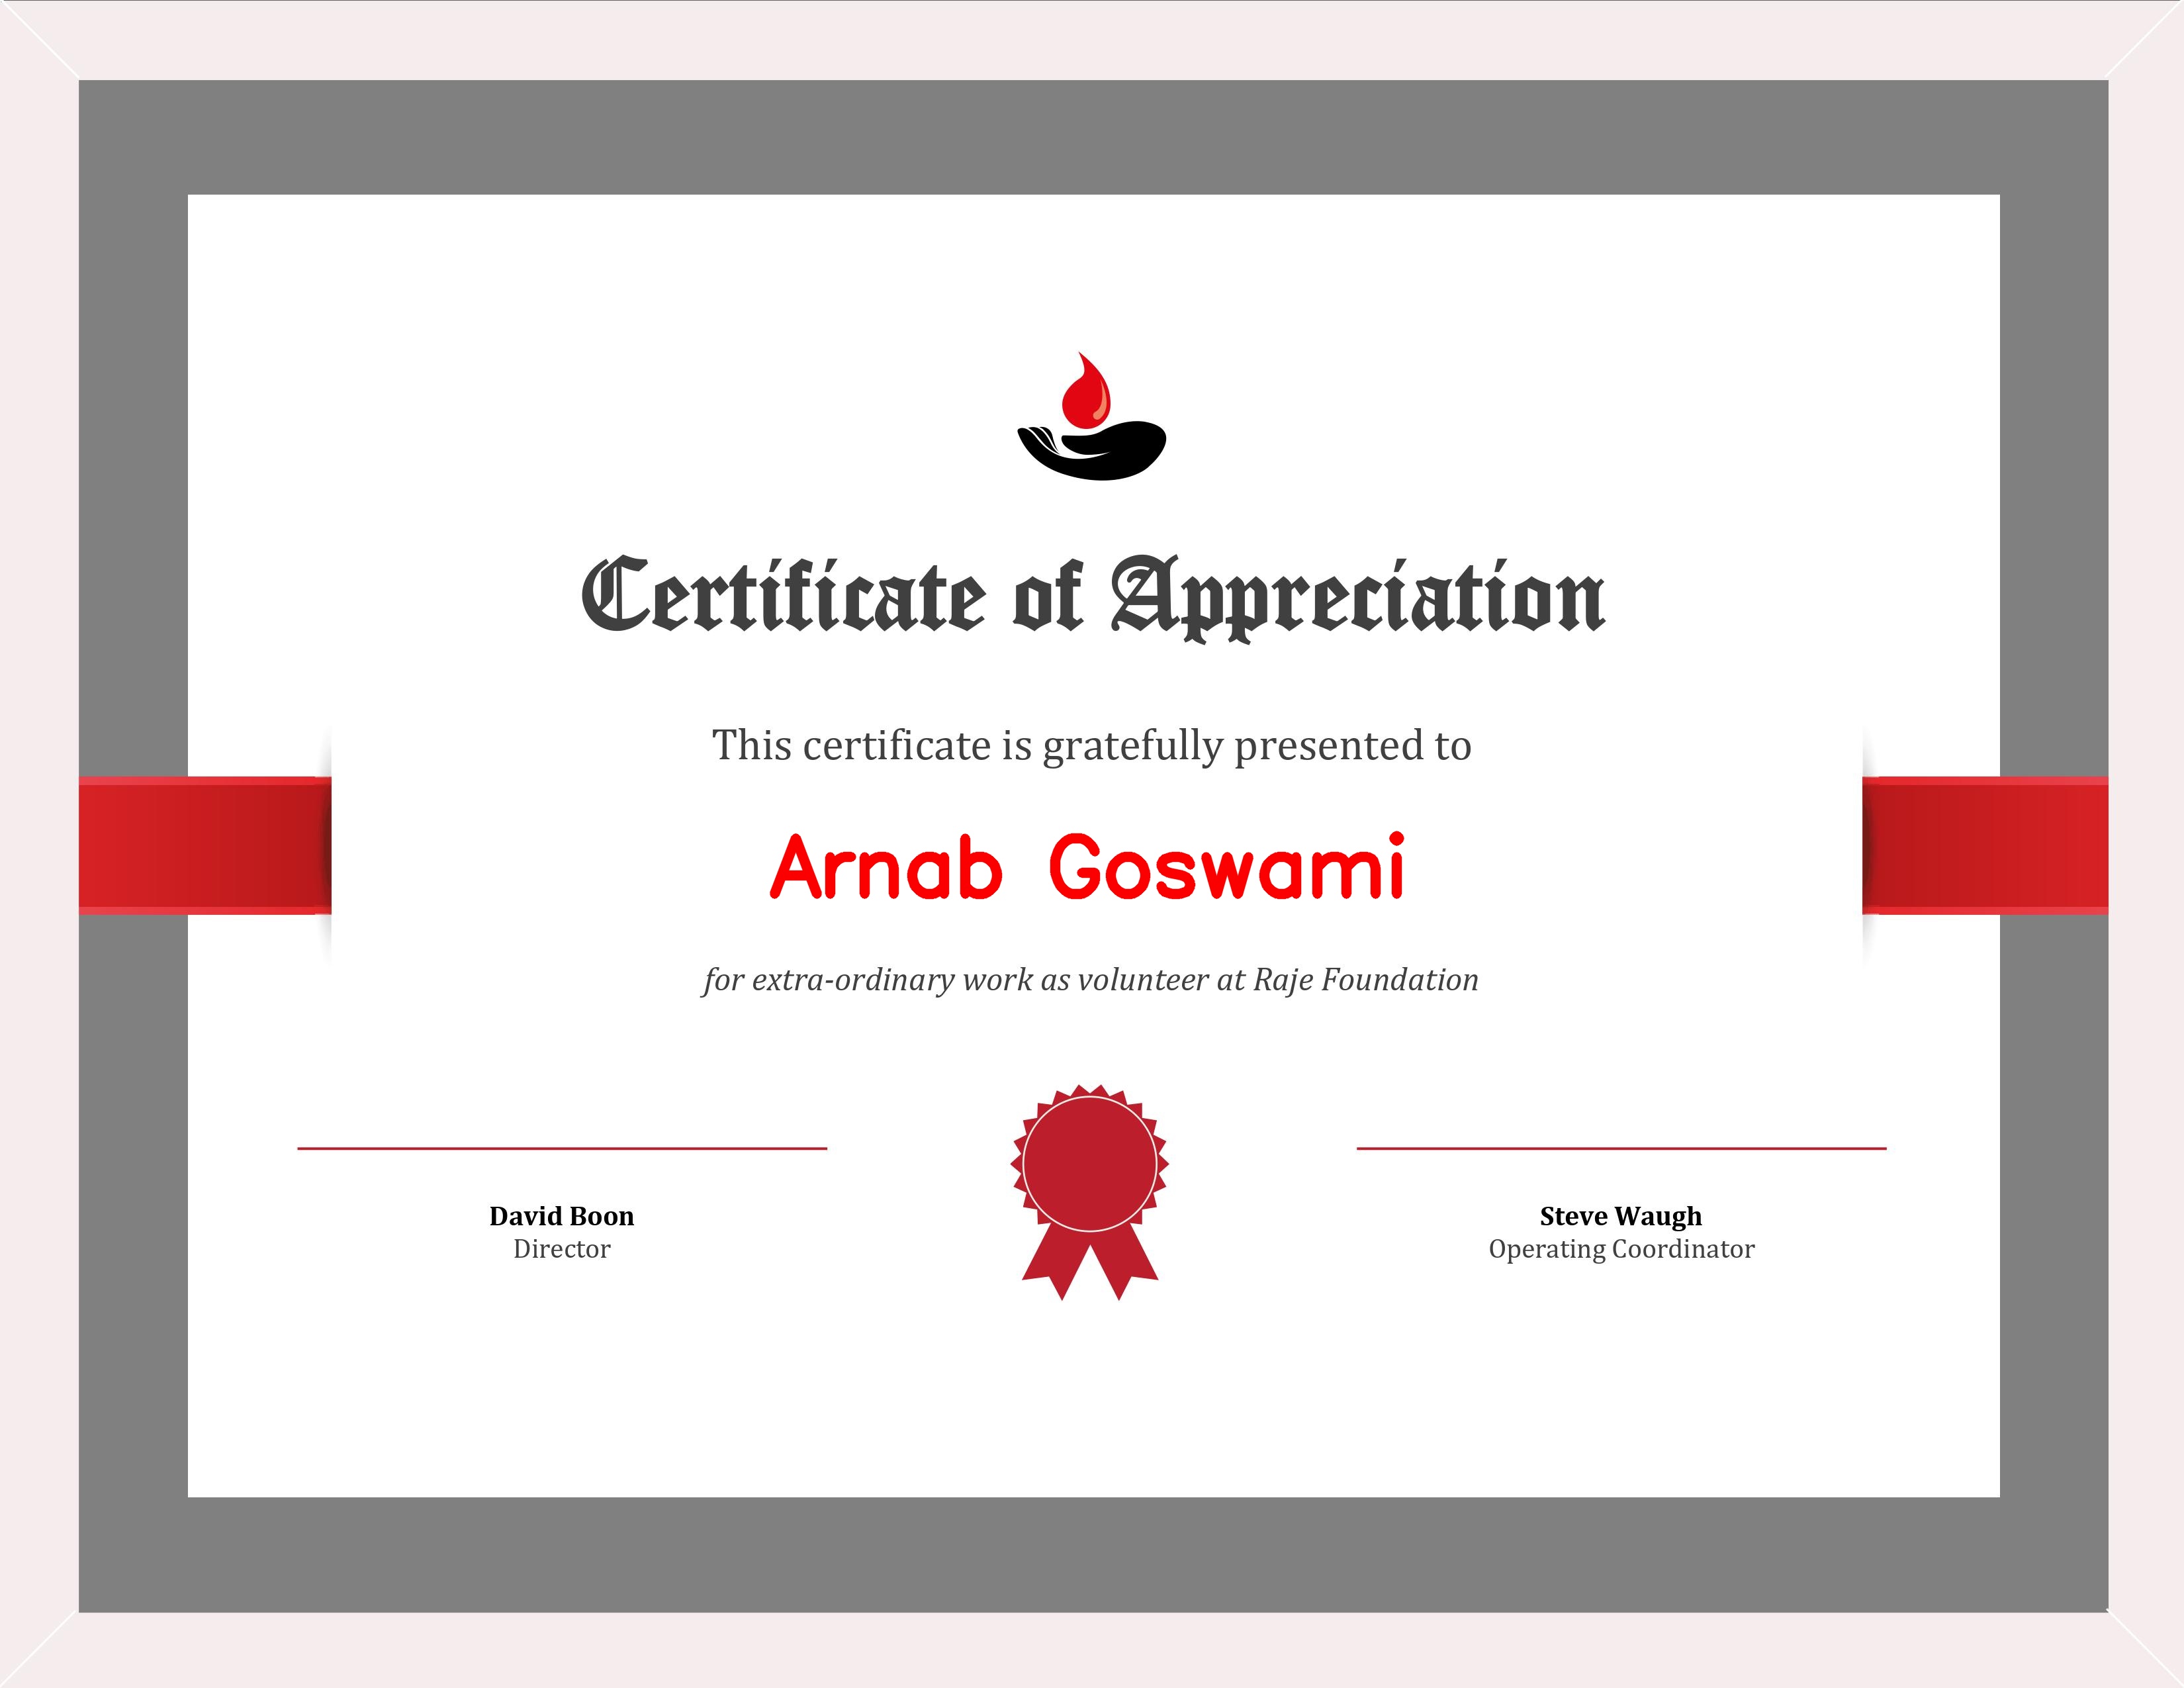 Certificate of Appreciation
This certificate is gratefully presented to
Arnab Goswami
for extra-ordinary work as volunteer at Raje Foundation
David Boon
Director
Steve Waugh
Operating Coordinator